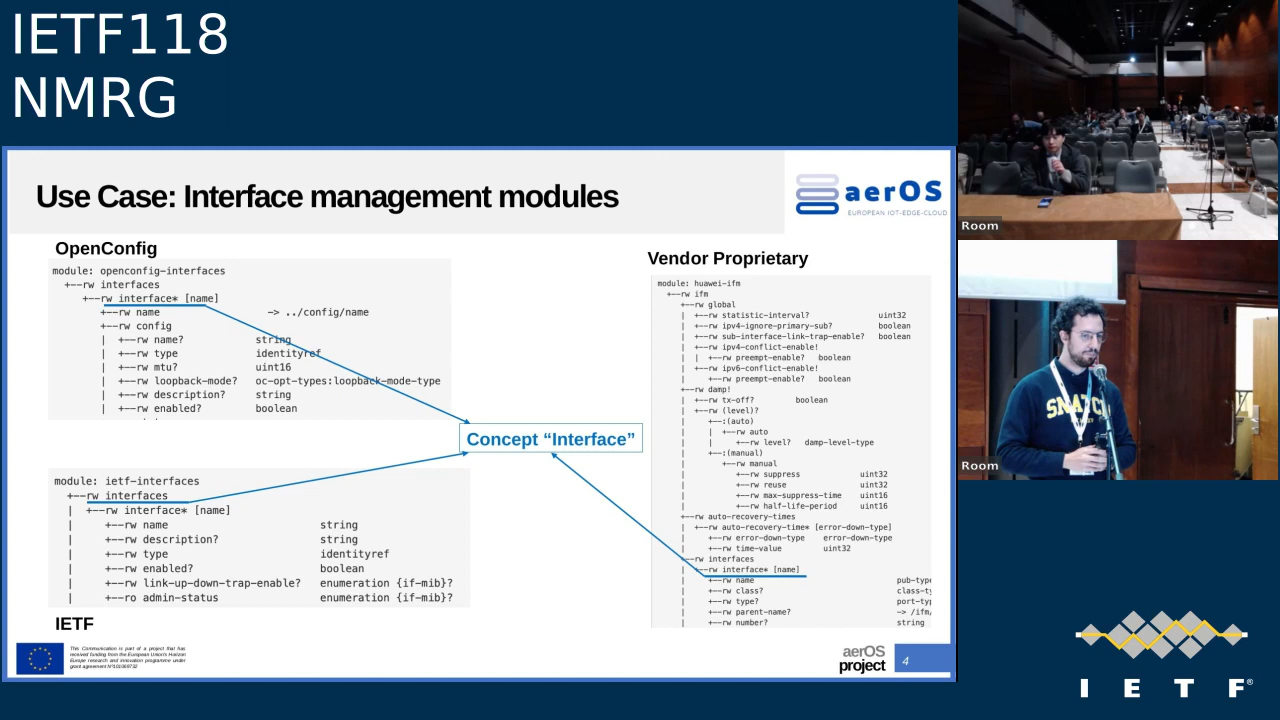 IETF118
NMRG
Use Case: Interface management modules
aerOS
EUROPEAN IOT-EDGE-CLOUD
OpenConfig
module: openconfig-interfaces
+--rw interfaces
+--rw interface* [name]
+--rw name -> ../config/name
+--rw config
| +--rw name? string
| +--rw type identityref
| +--rw mtu? uint16
| +--rw loopback-mode? oc-opt-types:loopback-mode-type
| +--rw description? string
| +--rw enabled? boolean
Concept “Interface”
module: ietf-interfaces
+--rw interfaces
| +--rw interface* [name]
| +--rw name string
| +--rw description? string
| +--rw type identityref
| +--rw enabled? boolean
| +--rw link-up-down-trap-enable? enumeration {if-mib}?
| +--ro admin-status enumeration {if-mib}?
IETF
Vendor Proprietary
module: huawei-ifm
+--rw ifm
+--rw global
| +--rw statistic-interval? uint32
| +--rw ipv4-ignore-primary-sub? boolean
| +--rw sub-interface-link-trap-enable? boolean
| +--rw ipv4-conflict-enable!
| | +--rw preempt-enable? boolean
| +--rw ipv6-conflict-enable!
| +--rw preempt-enable? boolean
+--rw damp!
| +--rw tx-off? boolean
| +--rw (level)?
| +--:(auto)
| | +--rw auto
| | +--rw level? damp-level-type
| +--:(manual)
| +--rw manual
| +--rw suppress uint32
| +--rw reuse uint32
| +--rw max-suppress-time uint16
| +--rw half-life-period uint16
+--rw auto-recovery-times
| +--rw auto-recovery-time* [error-down-type]
| +--rw error-down-type error-down-type
| +--rw time-value uint32
+--rw interfaces
| +--rw interface* [name]
| +--rw name pub-type
| +--rw class? class-ty
| +--rw type? port-typ
| +--rw parent-name? -> /ifm/
| +--rw number? string
This Communication is part of a project that has
received funding from the European Union's Horizon
Europe research and innovation programme under
grant agreement
aerOS
project
4
Room
Room
I E T F®